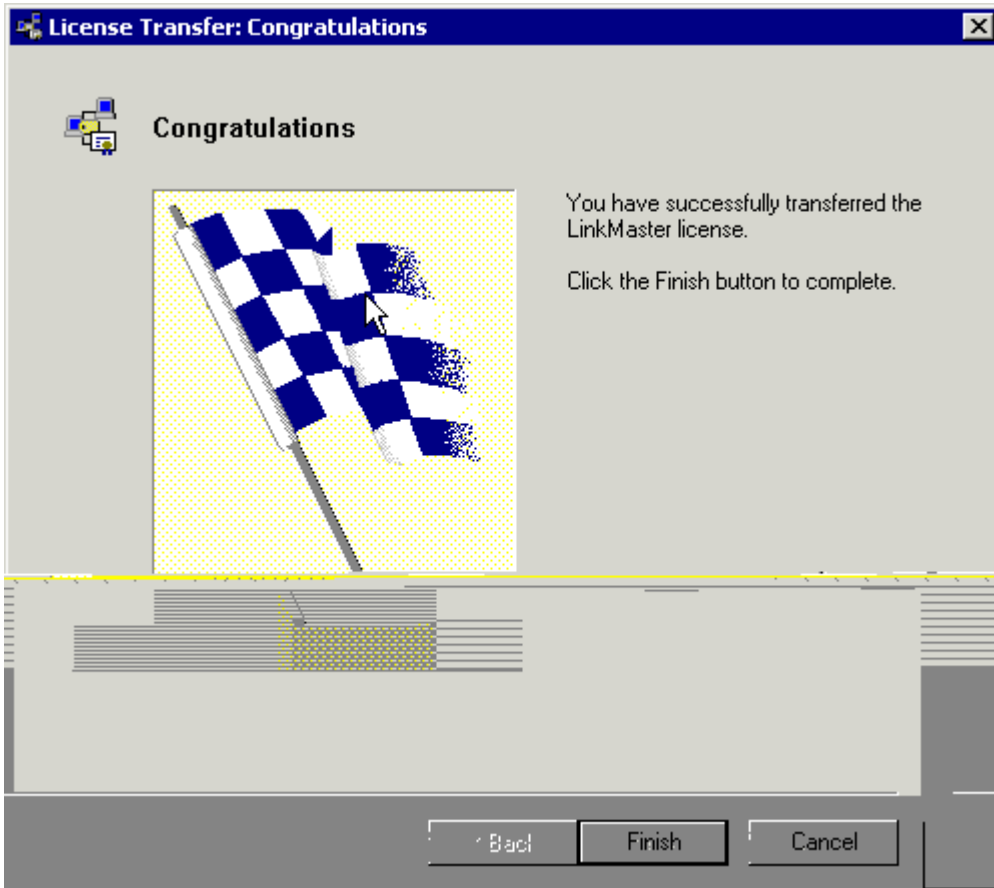 License Transfer: Congratulations
Congratulations
You have successfully transferred the
LinkMaster license.
Click the Finish button to complete.
Finish
Cancel